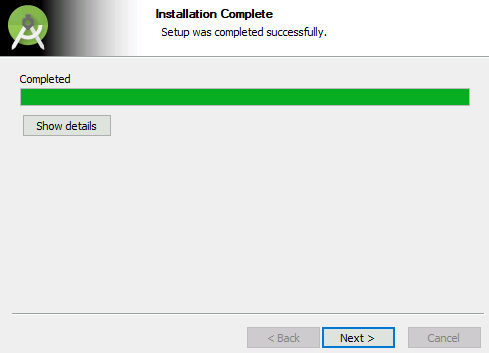 Installation Complete
Setup was completed successfully.
Completed
Show details
< Back
Next >
Cancel